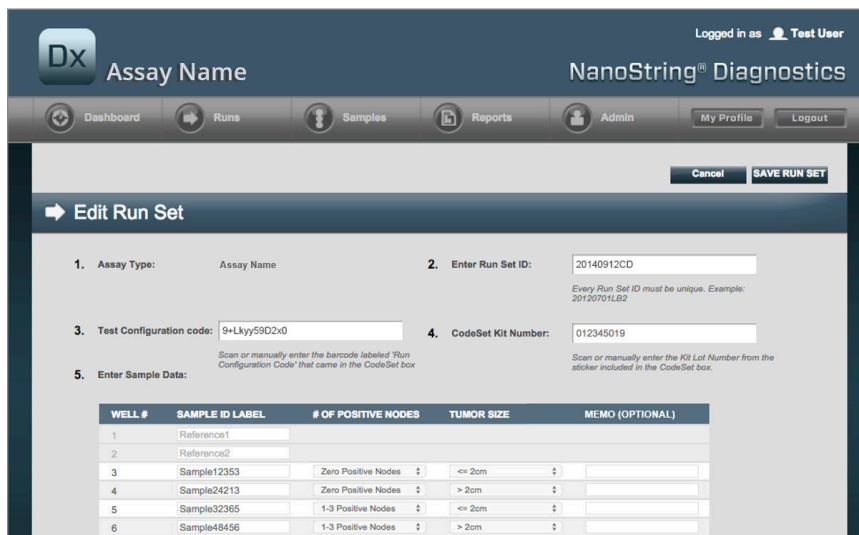 Logged in as Test User
Dx Assay Name
NanoString® Diagnostics
Dashboard Runs Samples Reports Admin My Profile Logout
Cancel SAVE RUN SET
Edit Run Set
1. Assay Type: Assay Name
2. Enter Run Set ID: 20140912CD
Every Run Set ID must be unique. Example:
20120701LB2
3. Test Configuration code: 9+Lkyy59D2x0
Scan or manually enter the barcode labeled 'Run
Configuration Code' that came in the CodeSet box
4. CodeSet Kit Number: 012345019
Scan or manually enter the Kit Lot Number from the
sticker included in the CodeSet box.
5. Enter Sample Data:
WELL # SAMPLE ID LABEL # OF POSITIVE NODES TUMOR SIZE MEMO (OPTIONAL)
1 Reference1
2 Reference2
3 Sample12353 Zero Positive Nodes <= 2cm
4 Sample24213 Zero Positive Nodes > 2cm
5 Sample32365 1-3 Positive Nodes <= 2cm
6 Sample48456 1-3 Positive Nodes > 2cm